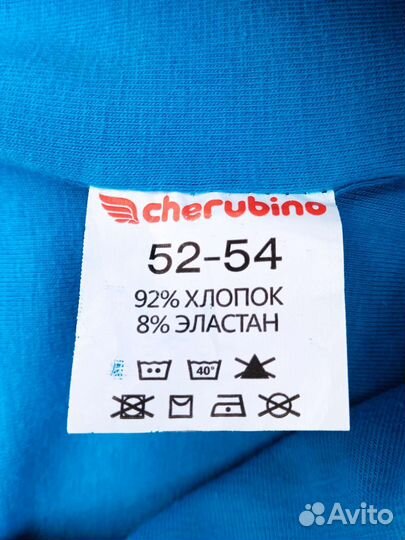 cherubino
52-54
92% ХЛОПОК
8% ЭЛАСТАН
40°
Avito